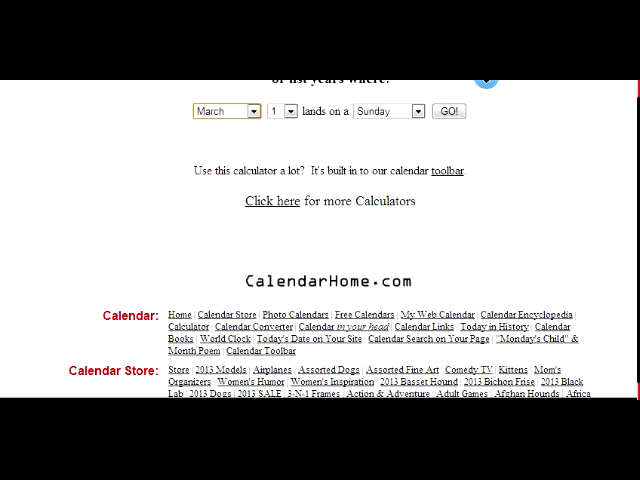 or list years where:
March 1 lands on a Sunday GO!
Use this calculator a lot? It's built in to our calendar toolbar.
Click here for more Calculators
CalendarHome.com
Calendar: Home | Calendar Store | Photo Calendars | Free Calendars | My Web Calendar | Calendar Encyclopedia |
Calculator | Calendar Converter | Calendar in your head | Calendar Links | Today in History | Calendar
Books | World Clock | Today's Date on Your Site | Calendar Search on Your Page | "Monday's Child" &
Month Poem | Calendar Toolbar
Calendar Store: Store | 2013 Models | Airplanes | Assorted Dogs | Assorted Fine Art | Comedy TV | Kittens | Mom's
Organizers | Women's Humor | Women's Inspiration | 2013 Basset Hound | 2013 Bichon Frise | 2013 Black
Lab | 2013 Dogs | 2013 SALE | 3-N-1 Frames | Action & Adventure | Adult Games | Afghan Hounds | Africa